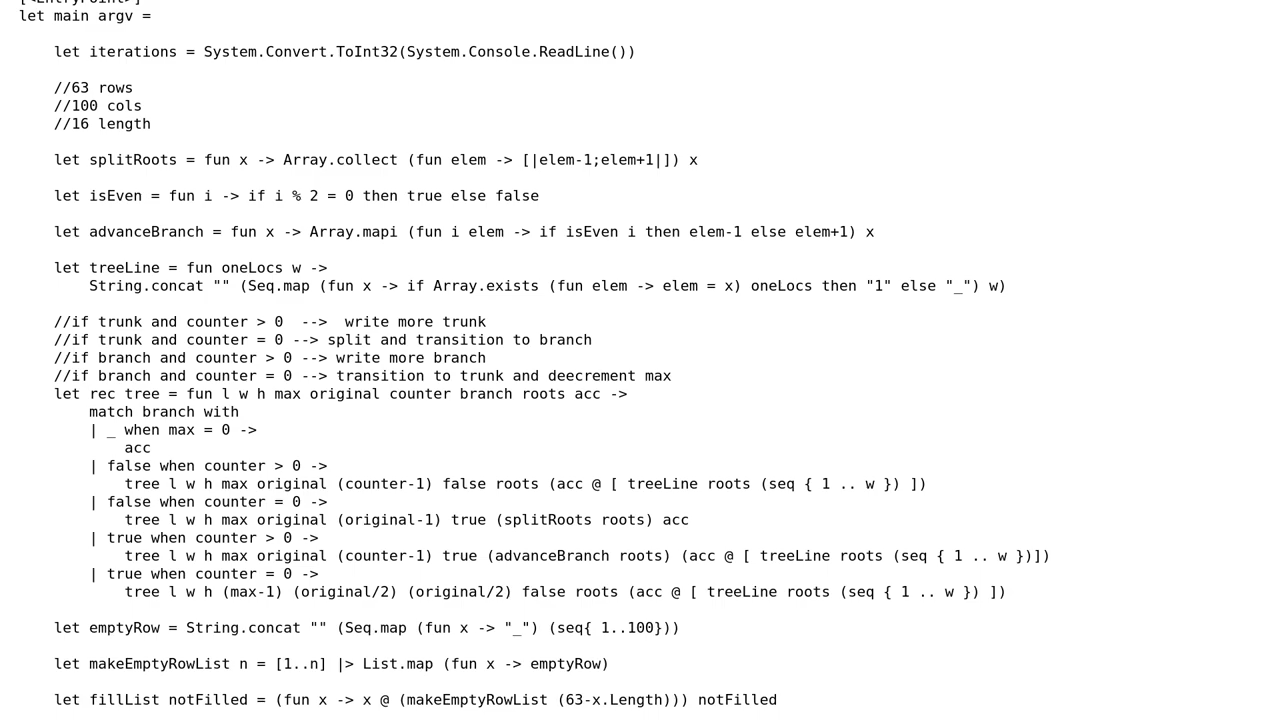 [<EntryPoint>]
let main argv =
let iterations = System.Convert.ToInt32(System.Console.ReadLine())
//63 rows
//100 cols
//16 length
let splitRoots = fun x -> Array.collect (fun elem -> [|elem-1;elem+1|]) x
let isEven = fun i -> if i % 2 = 0 then true else false
let advanceBranch = fun x -> Array.mapi (fun i elem -> if isEven i then elem-1 else elem+1) x
let treeLine = fun oneLocs w ->
String.concat "" (Seq.map (fun x -> if Array.exists (fun elem -> elem = x) oneLocs then "1" else "_") w)
//if trunk and counter > 0  -->  write more trunk
//if trunk and counter = 0 --> split and transition to branch
//if branch and counter > 0 --> write more branch
//if branch and counter = 0 --> transition to trunk and deecrement max
let rec tree = fun l w h max original counter branch roots acc ->
match branch with
| _ when max = 0 ->
acc
| false when counter > 0 ->
tree l w h max original (counter-1) false roots (acc @ [ treeLine roots (seq { 1 .. w }) ])
| false when counter = 0 ->
tree l w h max original (original-1) true (splitRoots roots) acc
| true when counter > 0 ->
tree l w h max original (counter-1) true (advanceBranch roots) (acc @ [ treeLine roots (seq { 1 .. w })])
| true when counter = 0 ->
tree l w h (max-1) (original/2) (original/2) false roots (acc @ [ treeLine roots (seq { 1 .. w }) ])
let emptyRow = String.concat "" (Seq.map (fun x -> "_") (seq{ 1..100}))
let makeEmptyRowList n = [1..n] |> List.map (fun x -> emptyRow)
let fillList notFilled = (fun x -> x @ (makeEmptyRowList (63-x.Length))) notFilled